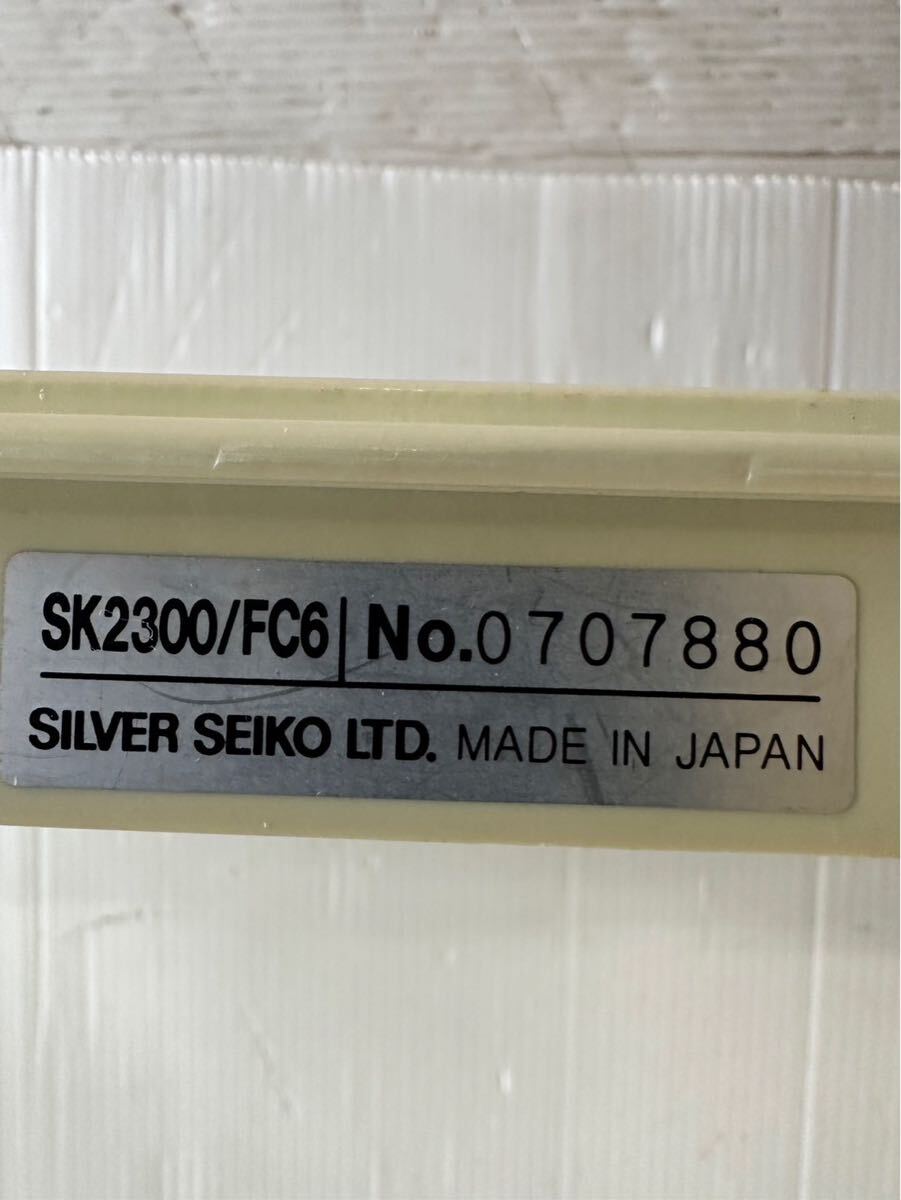 SK2300/FC6 No.0707880
SILVER SEIKO LTD. MADE IN JAPAN